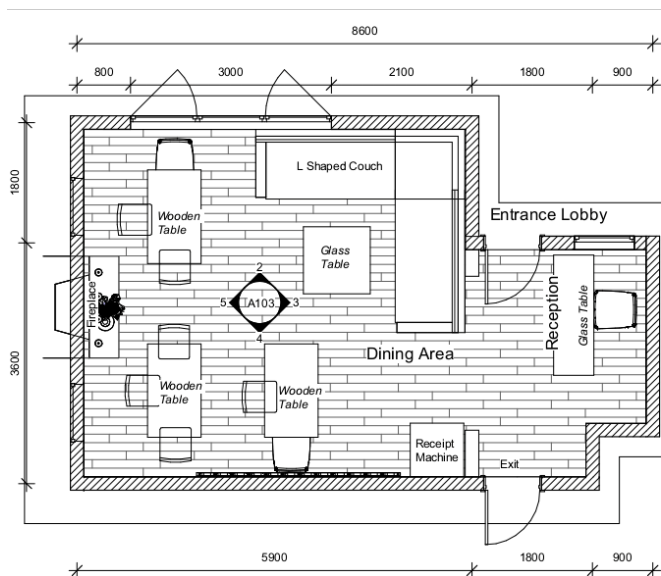 8600
800
3000
2100
1800
900
1800
3600
L Shaped Couch
Wooden
Table
Glass
Table
Entrance Lobby
Fireplace
2
5
A103
3
4
Reception
Glass Table
Dining Area
Wooden
Table
Wooden
Table
Receipt
Machine
Exit
5900
1800
900